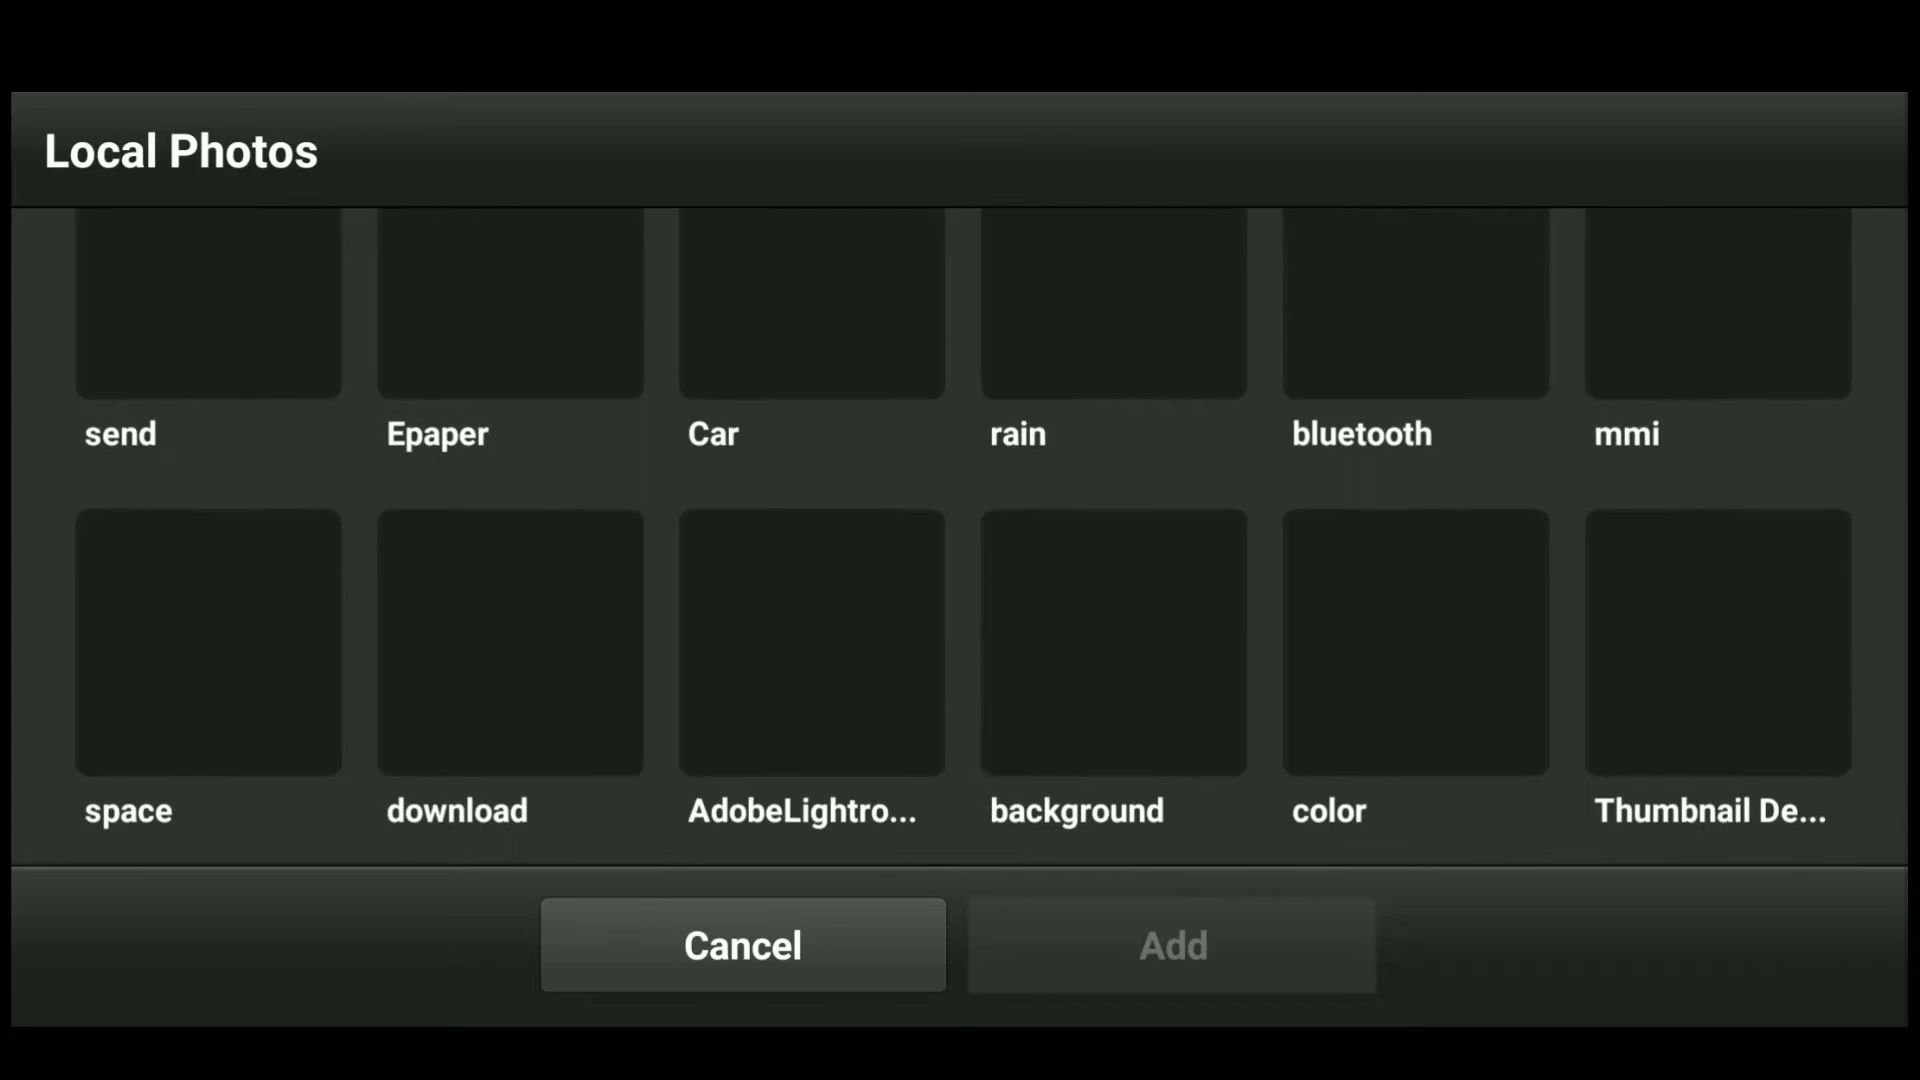 Local Photos
send Epaper Car rain bluetooth mmi
space download AdobeLightro... background color Thumbnail De...
Cancel Add